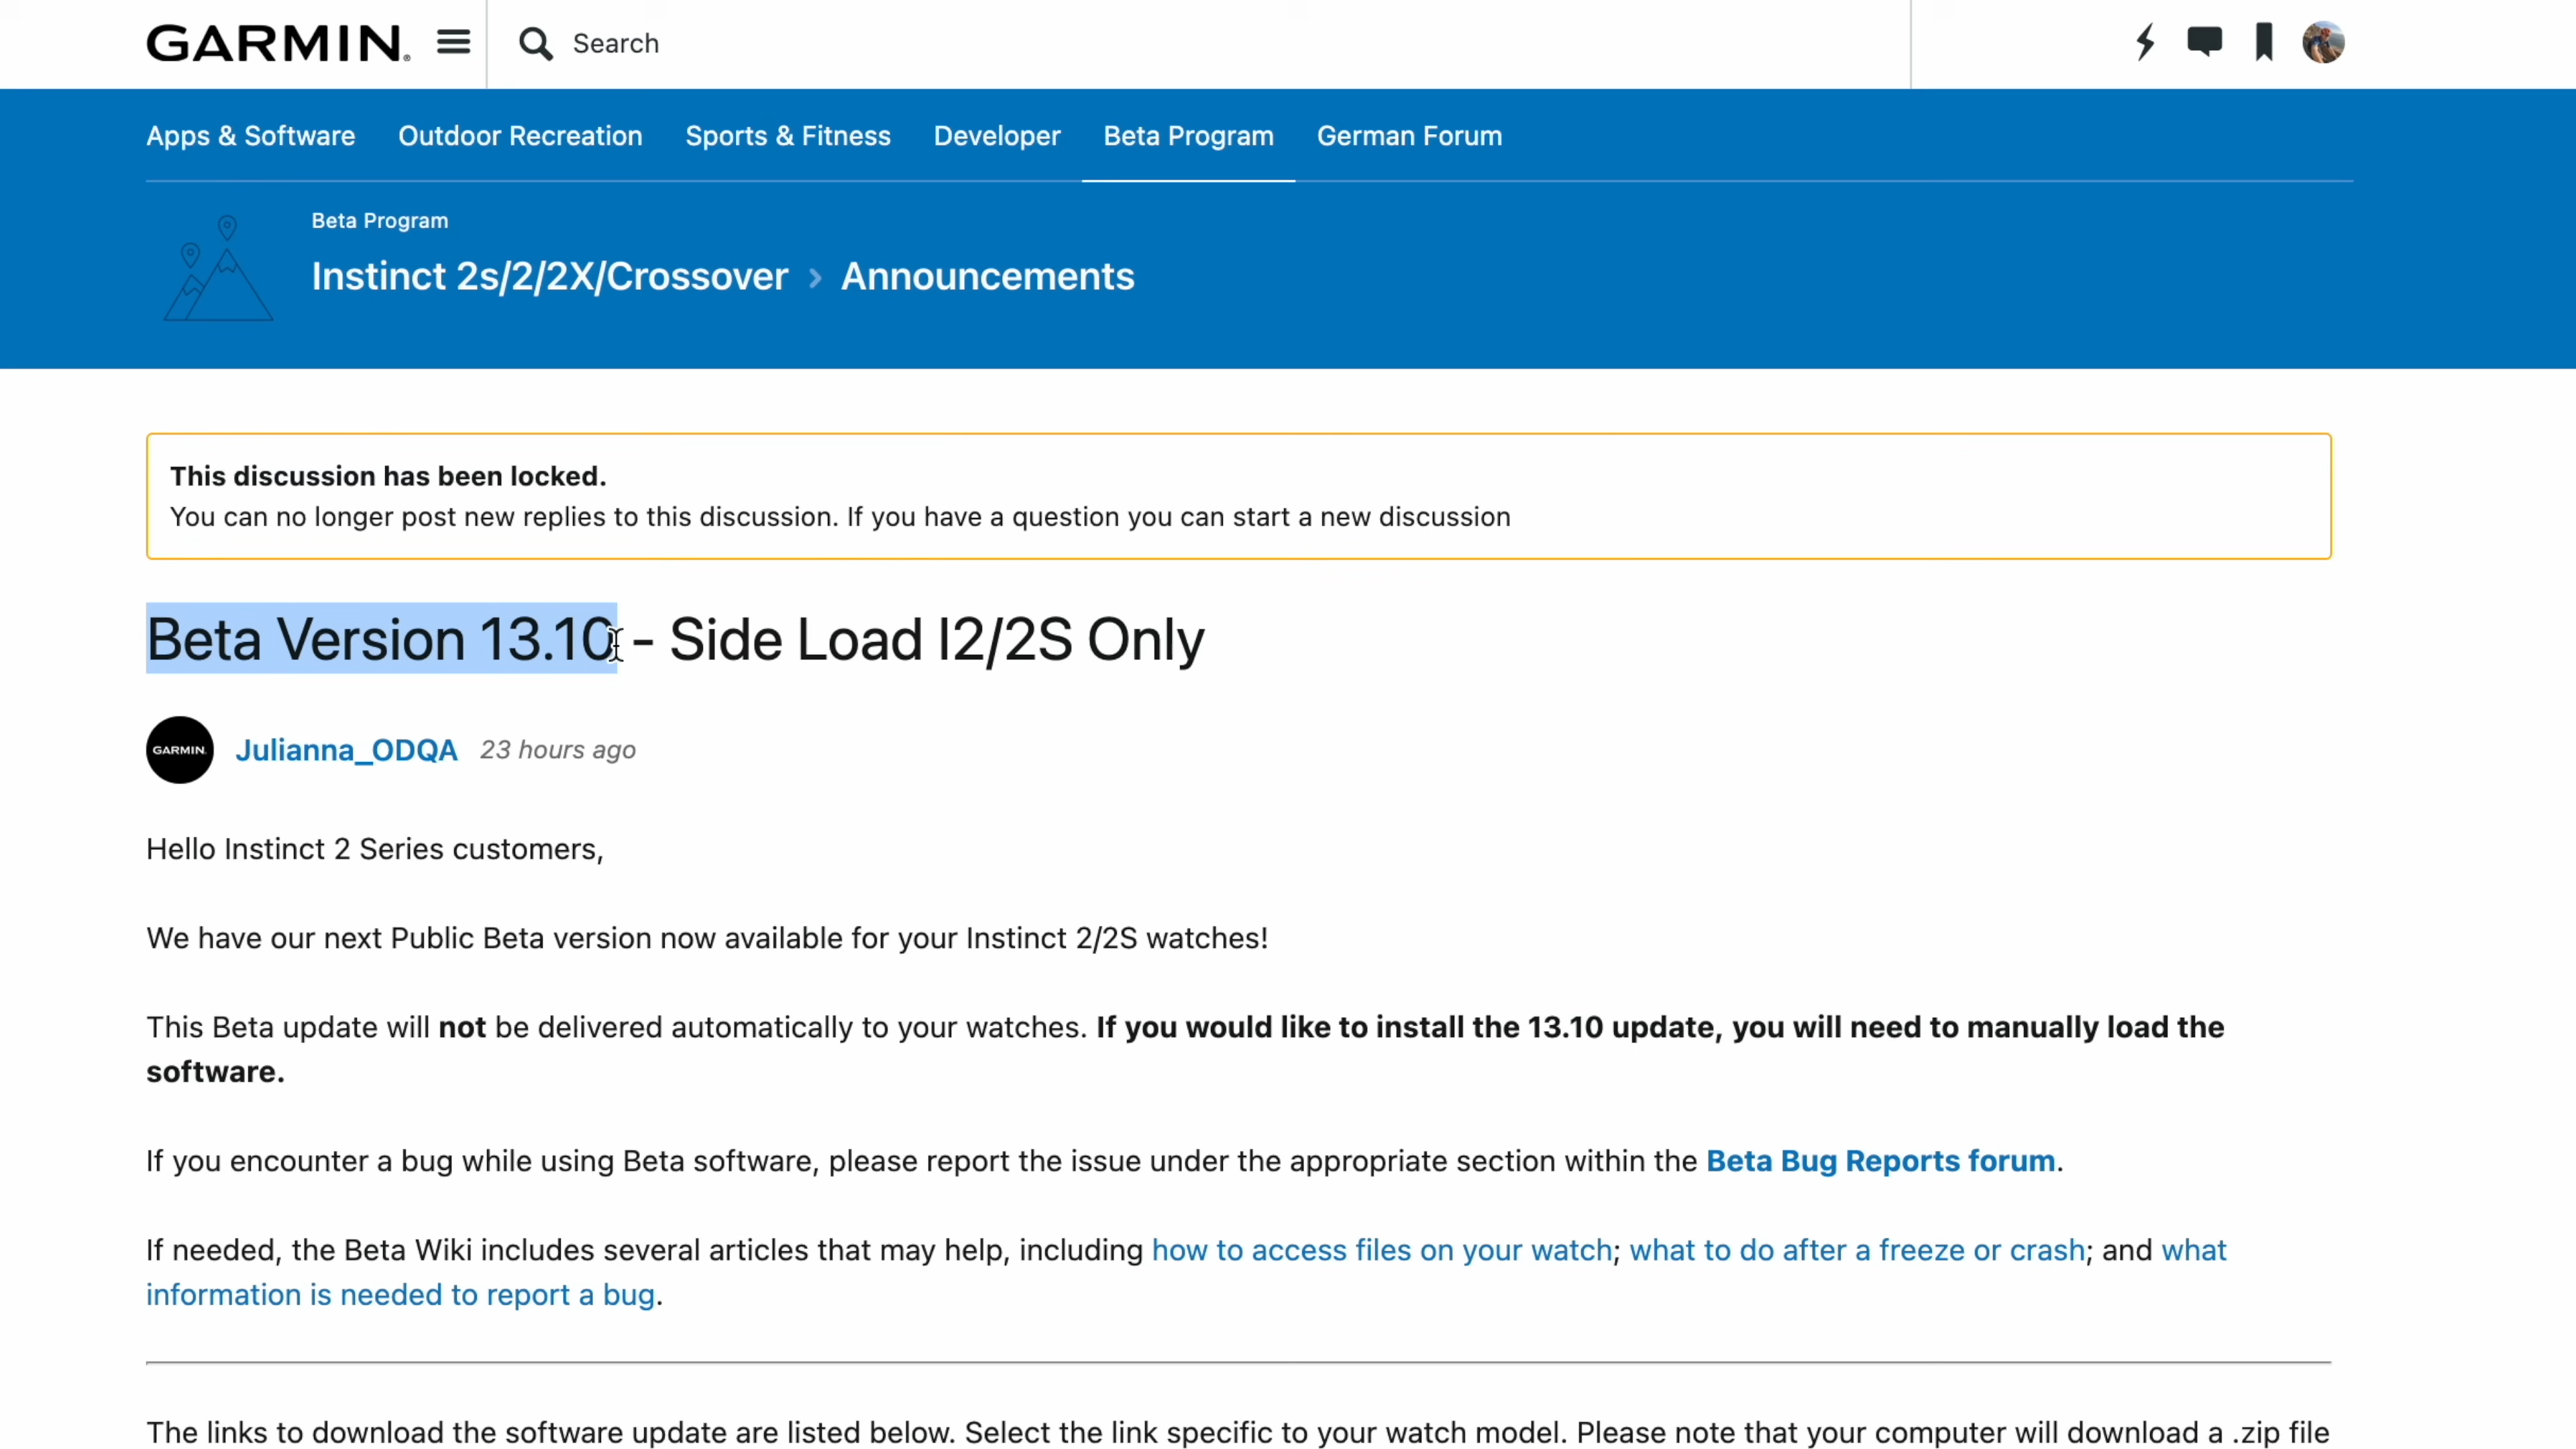 GARMIN.
Search
Apps & Software Outdoor Recreation Sports & Fitness Developer Beta Program German Forum
Beta Program
Instinct 2s/2/2X/Crossover > Announcements
This discussion has been locked.
You can no longer post new replies to this discussion. If you have a question you can start a new discussion
Beta Version 13.10 - Side Load I2/2S Only
GARMIN. Julianna_ODQA 23 hours ago
Hello Instinct 2 Series customers,
We have our next Public Beta version now available for your Instinct 2/2S watches!
This Beta update will not be delivered automatically to your watches. If you would like to install the 13.10 update, you will need to manually load the
software.
If you encounter a bug while using Beta software, please report the issue under the appropriate section within the Beta Bug Reports forum.
If needed, the Beta Wiki includes several articles that may help, including how to access files on your watch; what to do after a freeze or crash; and what
information is needed to report a bug.
The links to download the software update are listed below. Select the link specific to your watch model. Please note that your computer will download a .zip file